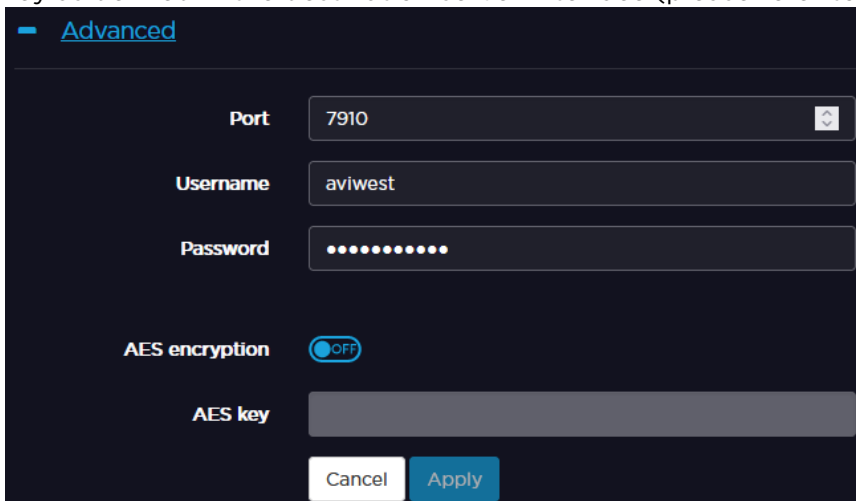 Advanced
Port 7910
Username aviwest
Password •••••••••••
AES encryption OFF
AES key
Cancel Apply